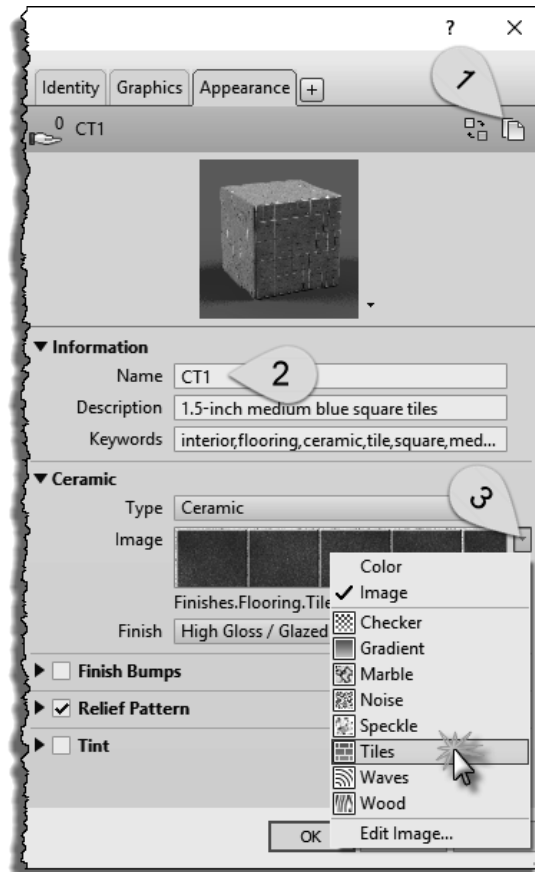 ?
1
Identity Graphics Appearance +
0 CT1
Information
Name CT1 2
Description 1.5-inch medium blue square tiles
Keywords interior,flooring,ceramic,tile,square,med...
Ceramic
3
Type Ceramic
Image
Finishes.Flooring.Tile
Finish High Gloss / Glazed
Finish Bumps
Relief Pattern
Tint
Color
Image
Checker
Gradient
Marble
Noise
Speckle
Tiles
Waves
Wood
Edit Image...
OK